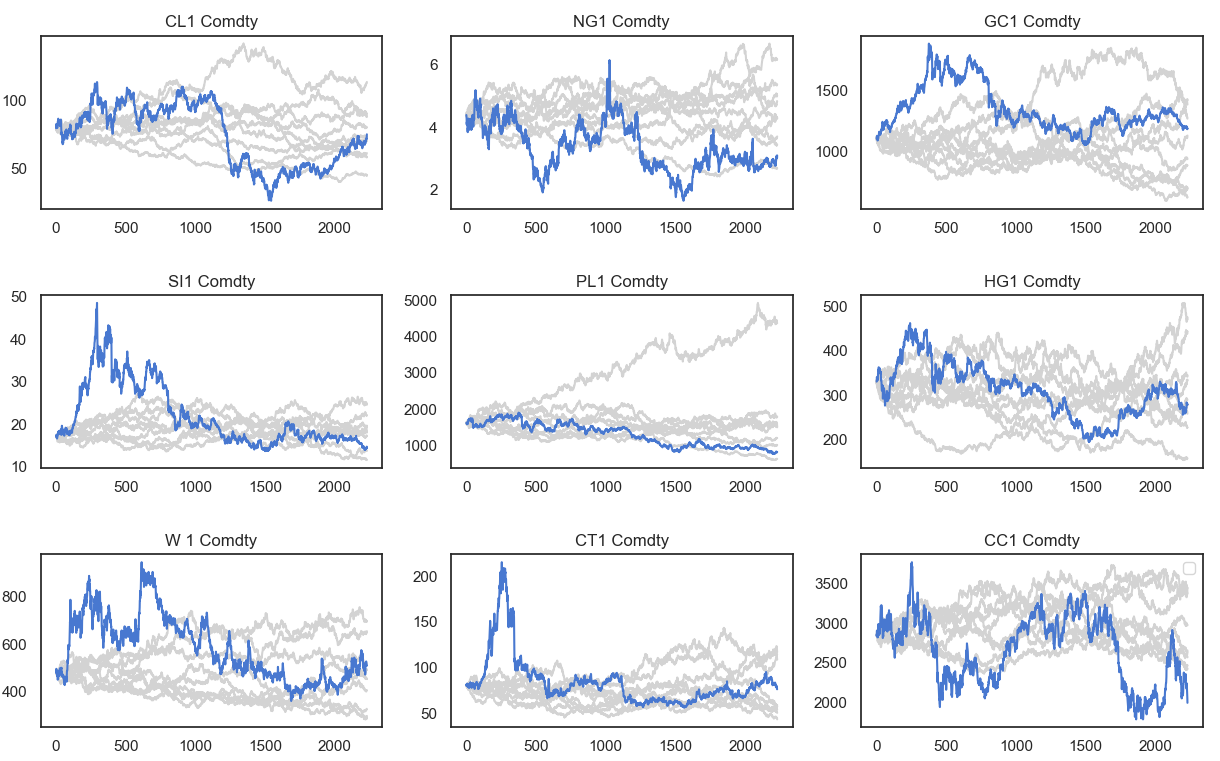 CL1 Comdty
100
50
0 500 1000 1500 2000
NG1 Comdty
6
4
2
0 500 1000 1500 2000
GC1 Comdty
1500
1000
0 500 1000 1500 2000
SI1 Comdty
50
40
30
20
10
0 500 1000 1500 2000
PL1 Comdty
5000
4000
3000
2000
1000
0 500 1000 1500 2000
HG1 Comdty
500
400
300
200
0 500 1000 1500 2000
W 1 Comdty
800
600
400
0 500 1000 1500 2000
CT1 Comdty
200
150
100
50
0 500 1000 1500 2000
CC1 Comdty
3500
3000
2500
2000
0 500 1000 1500 2000